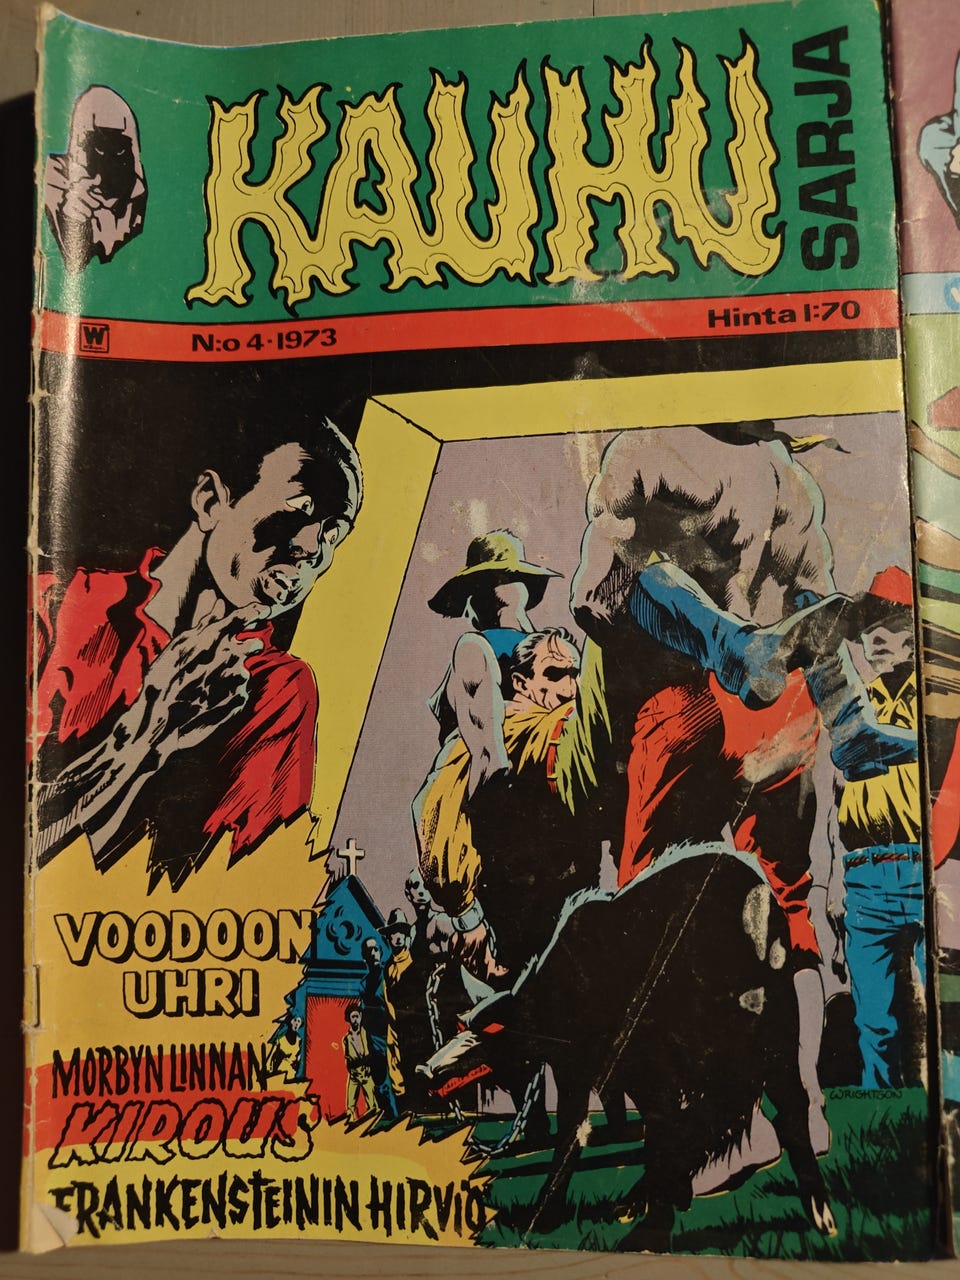 KAUHU
SARJA
W
N:o 4·1973
Hinta 1:70
VOODOON
UHRI
MORBYN LINNAN
KIROUS
FRANKENSTEININ HIRVIÖ
WRIGHTSON